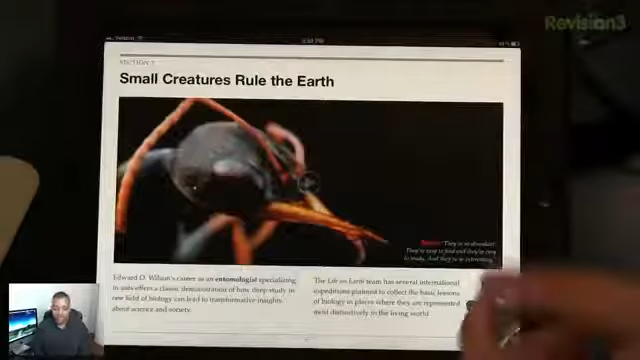 Revision3
Verizon
SECTION 3
Small Creatures Rule the Earth
"They're so abundant!
They're easy to find and they're easy
to study. And they're so interesting."
Edward O. Wilson's career as an entomologist specializing
in ants offers a classic demonstration of how deep study in
one field of biology can lead to transformative insights
about science and society.
The Life on Earth team has several international
expeditions planned to collect the basic lessons
of biology in places where they are represented
most distinctively in the living world.